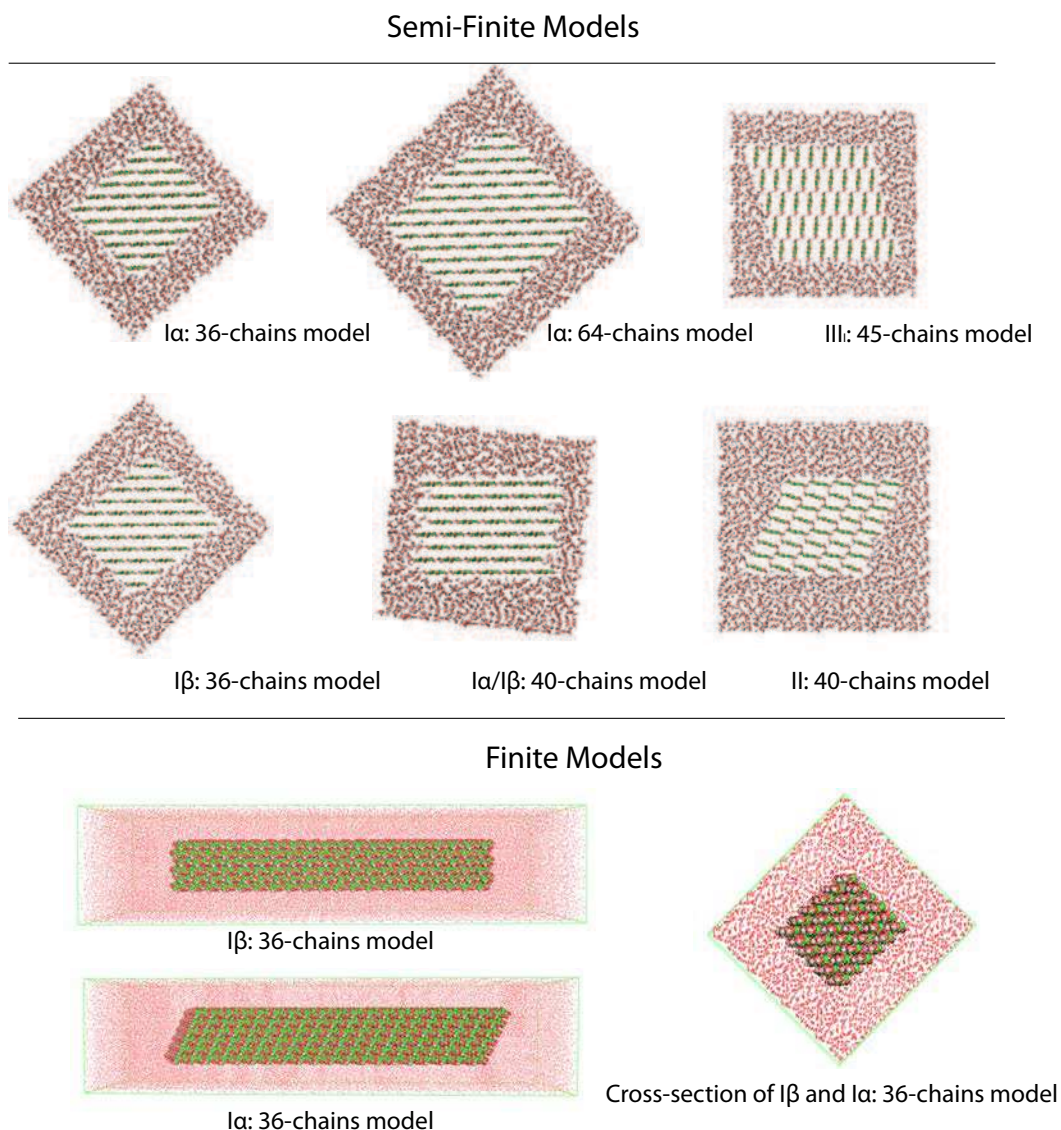 Semi-Finite Models
Iα: 36-chains model
Iα: 64-chains model
IIIᵢ: 45-chains model
Iβ: 36-chains model
Iα/Iβ: 40-chains model
II: 40-chains model
Finite Models
Iβ: 36-chains model
Iα: 36-chains model
Cross-section of Iβ and Iα: 36-chains model